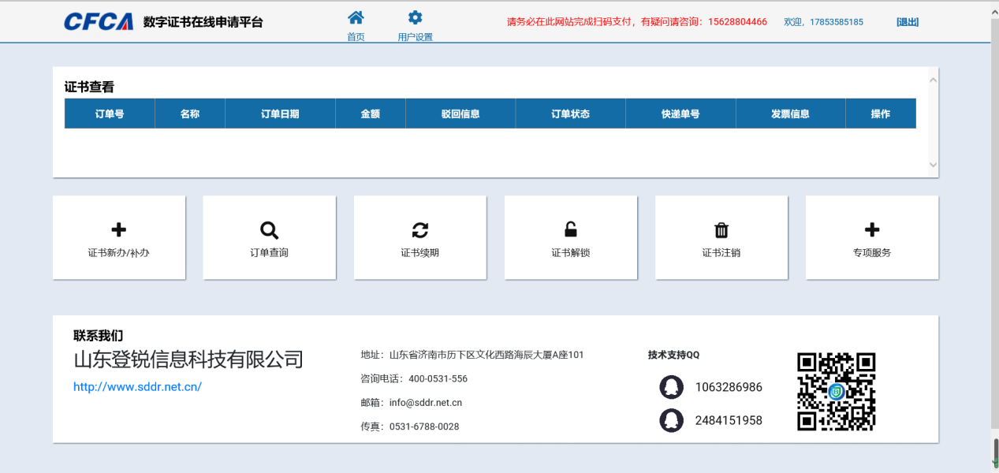 CFCA 数字证书在线申请平台
首页
用户设置
请务必在此网站完成扫码支付，有疑问请咨询：15628804466
欢迎，17853585185
[退出]
证书查看
订单号 名称 订单日期 金额 驳回信息 订单状态 快递单号 发票信息 操作
证书新办/补办
订单查询
证书续期
证书解锁
证书注销
专项服务
联系我们
山东登锐信息科技有限公司
http://www.sddr.net.cn/
地址：山东省济南市历下区文化西路海辰大厦A座101
咨询电话：400-0531-556
邮箱：info@sddr.net.cn
传真：0531-6788-0028
技术支持QQ
1063286986
2484151958